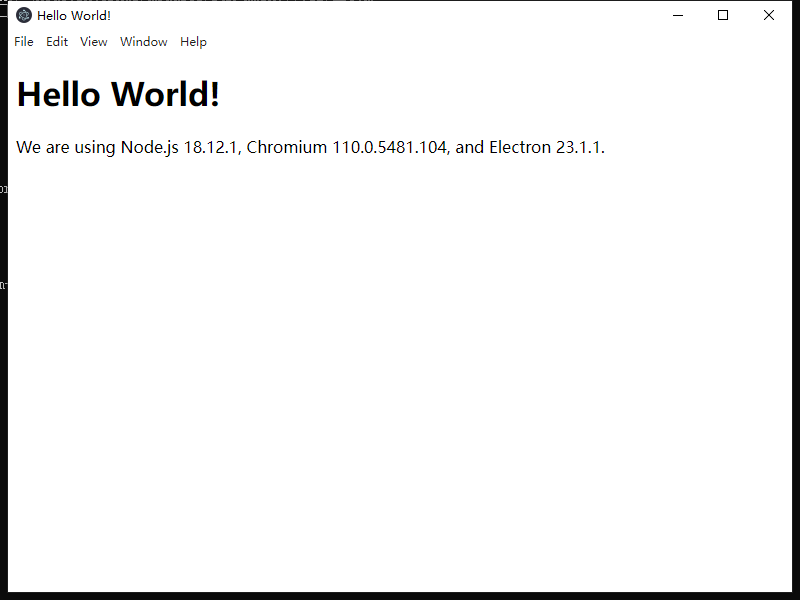 Hello World!
File Edit View Window Help
Hello World!
We are using Node.js 18.12.1, Chromium 110.0.5481.104, and Electron 23.1.1.